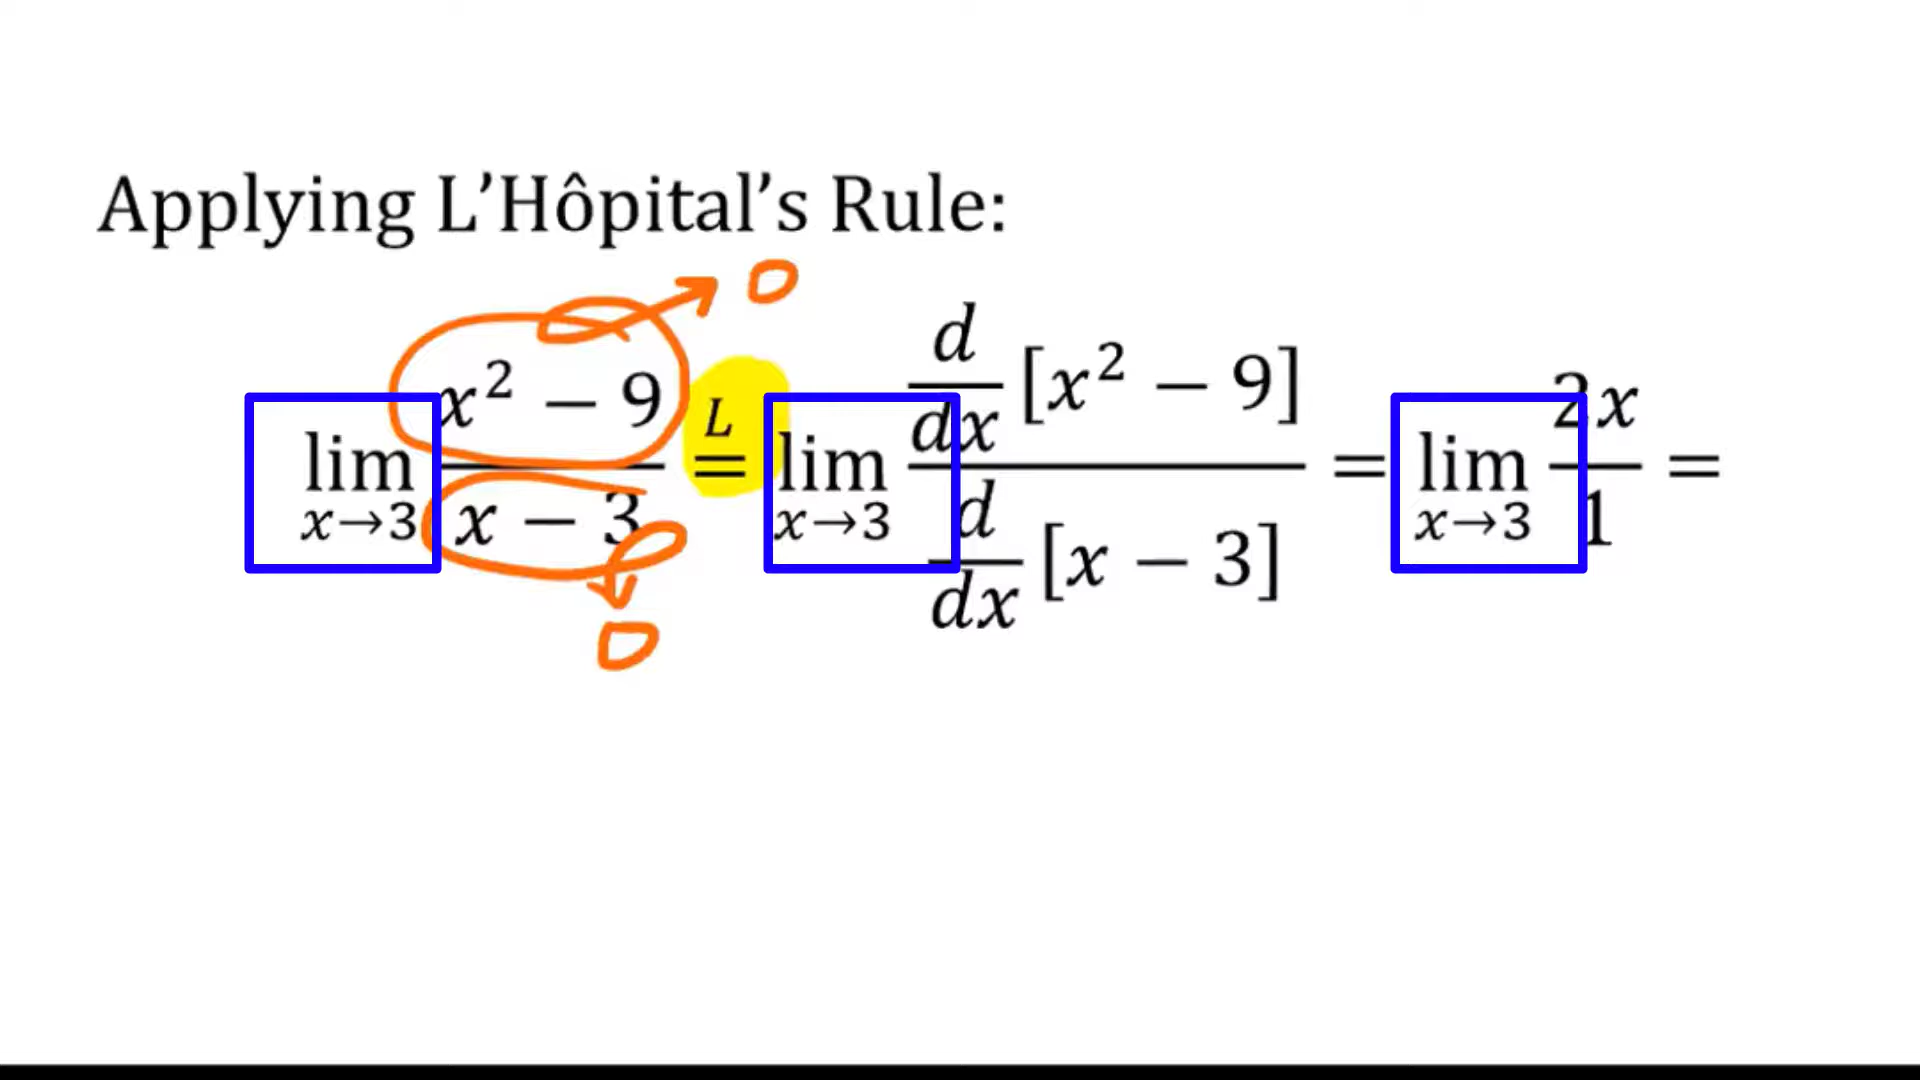 Applying L’Hôpital’s Rule:
0
lim x→3 (x² − 9)/(x − 3) =ᴸ lim x→3 (d/dx [x² − 9])/(d/dx [x − 3]) = lim x→3 2x/1 =
0